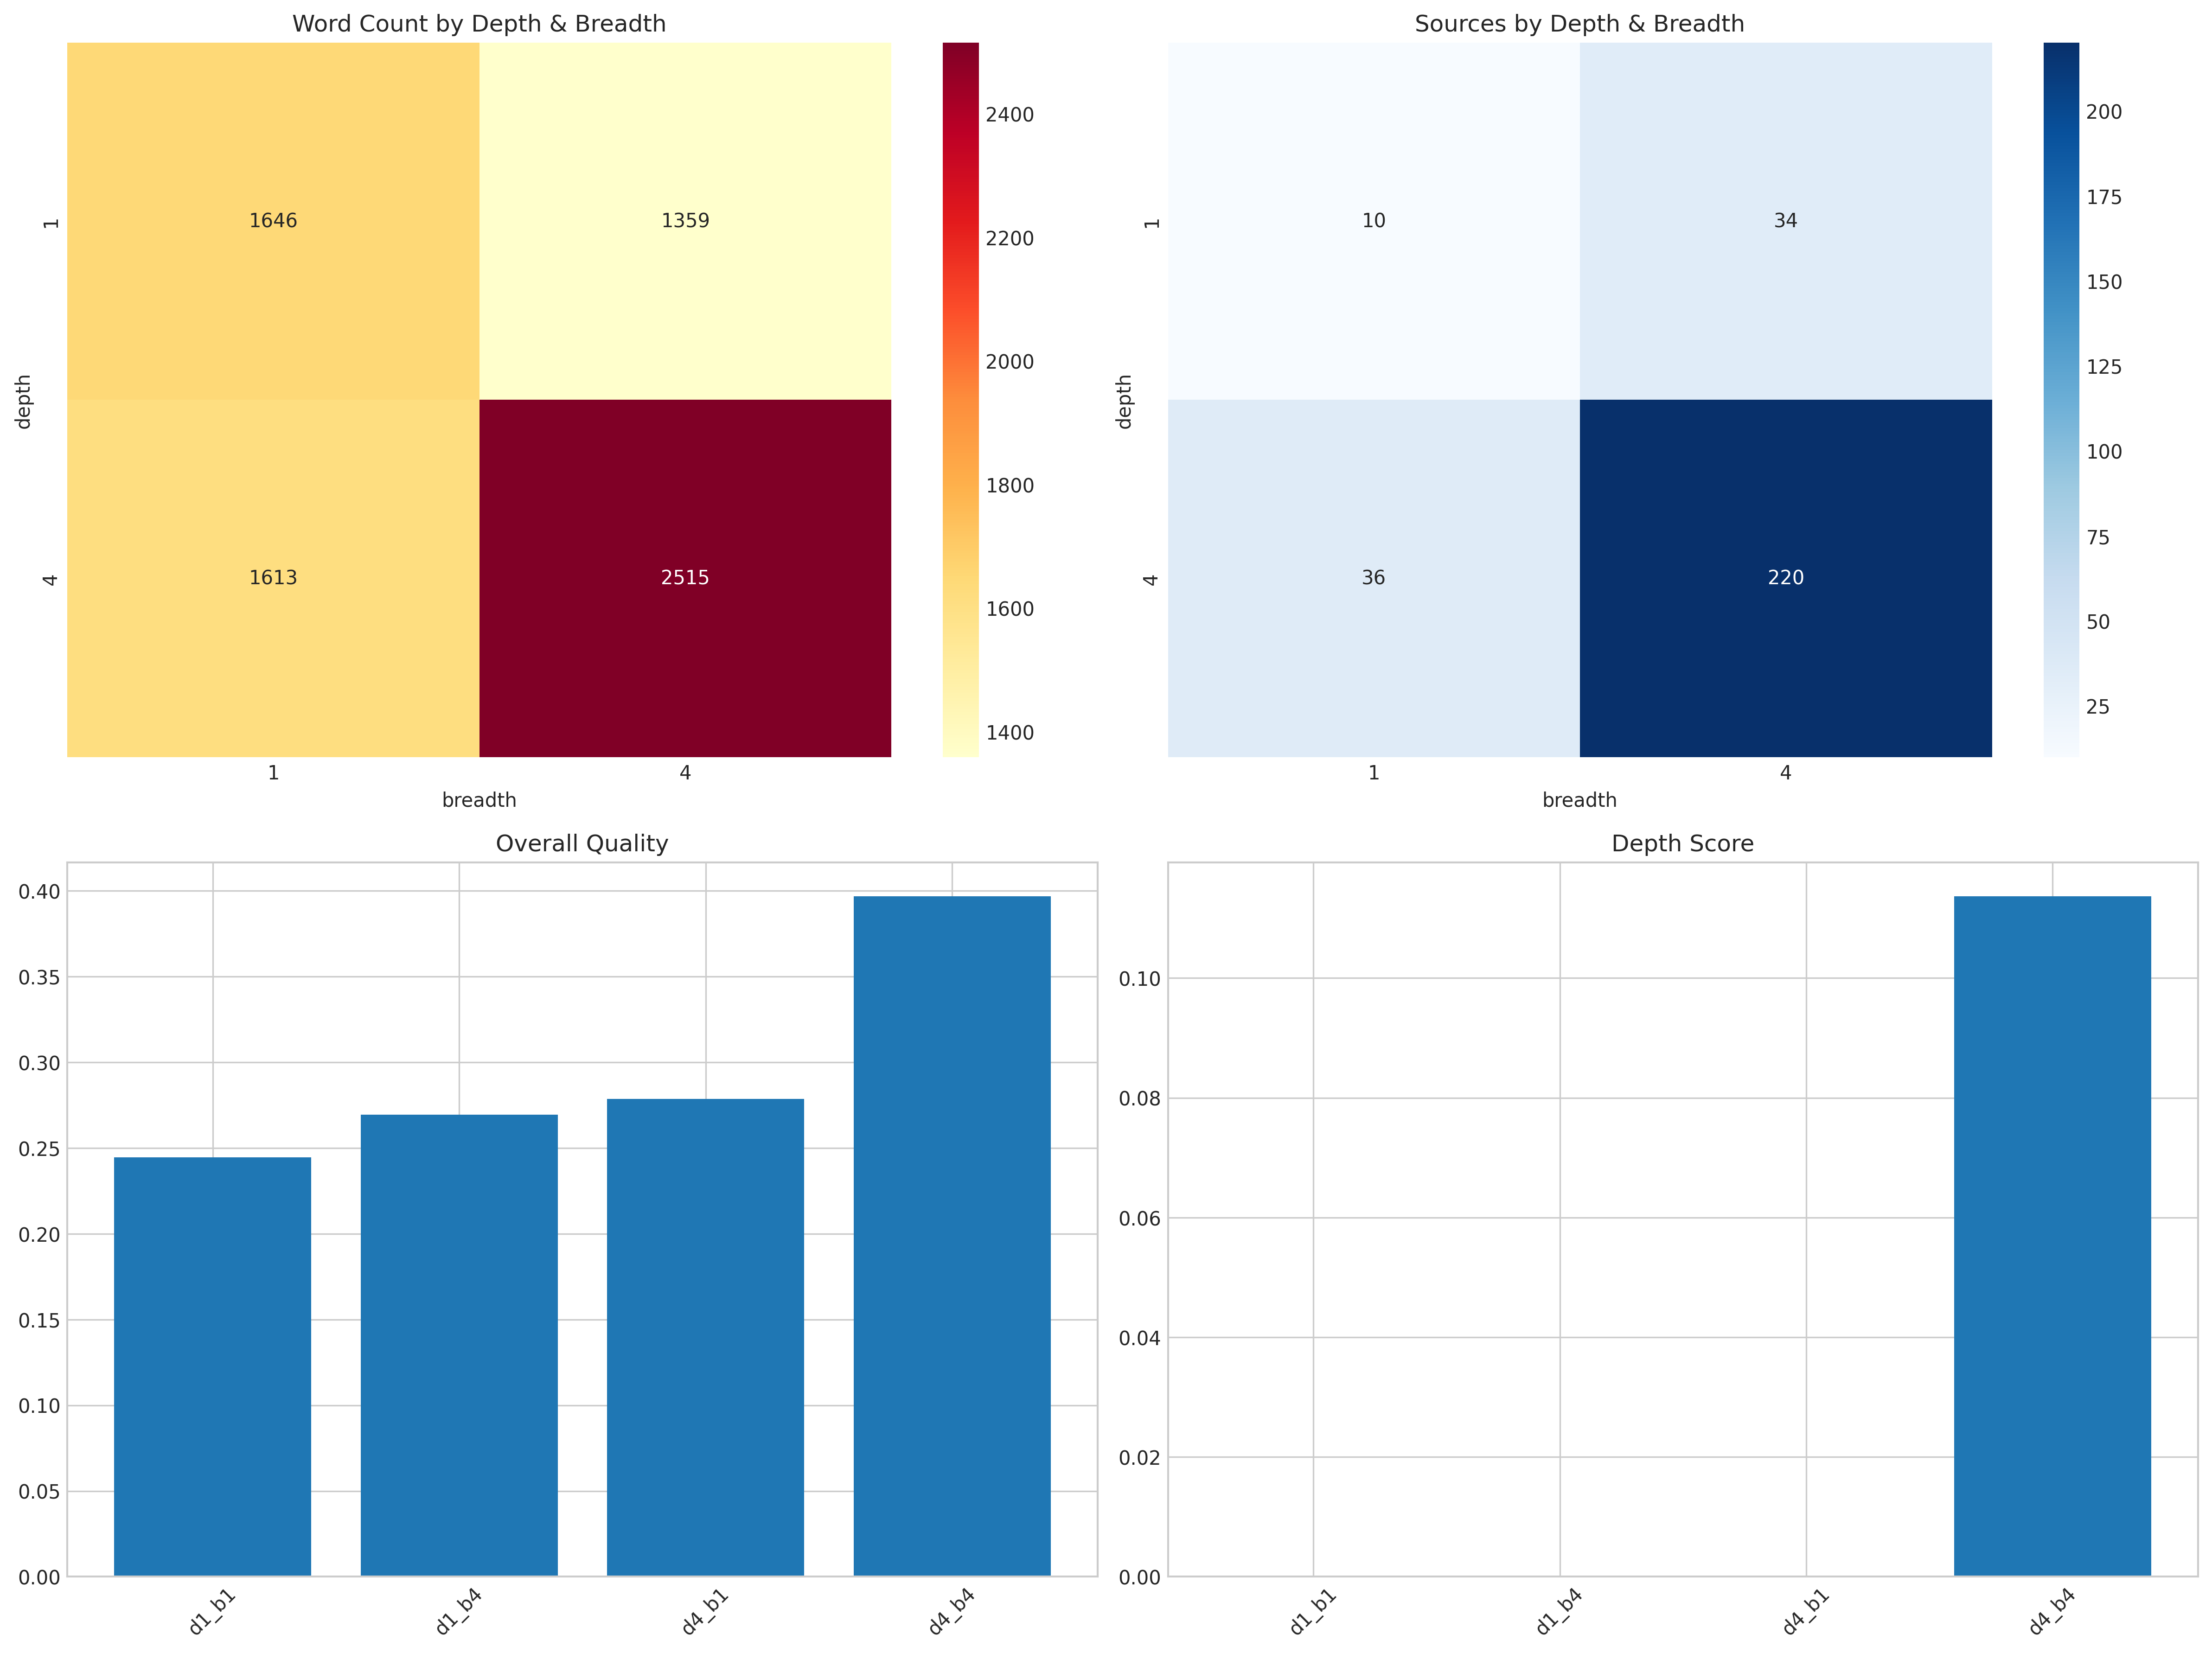 Word Count by Depth & Breadth
1646
1359
1613
2515
1
4
depth
1
4
breadth
2400
2200
2000
1800
1600
1400
Sources by Depth & Breadth
10
34
36
220
1
4
depth
1
4
breadth
200
175
150
125
100
75
50
25
Overall Quality
0.40
0.35
0.30
0.25
0.20
0.15
0.10
0.05
0.00
d1_b1
d1_b4
d4_b1
d4_b4
Depth Score
0.10
0.08
0.06
0.04
0.02
0.00
d1_b1
d1_b4
d4_b1
d4_b4